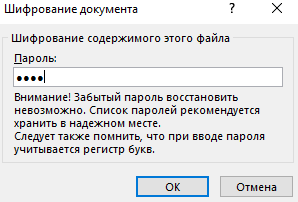 Шифрование документа
Шифрование содержимого этого файла
Пароль:
••••
Внимание! Забытый пароль восстановить
невозможно. Список паролей рекомендуется
хранить в надежном месте.
Следует также помнить, что при вводе пароля
учитывается регистр букв.
ОК
Отмена